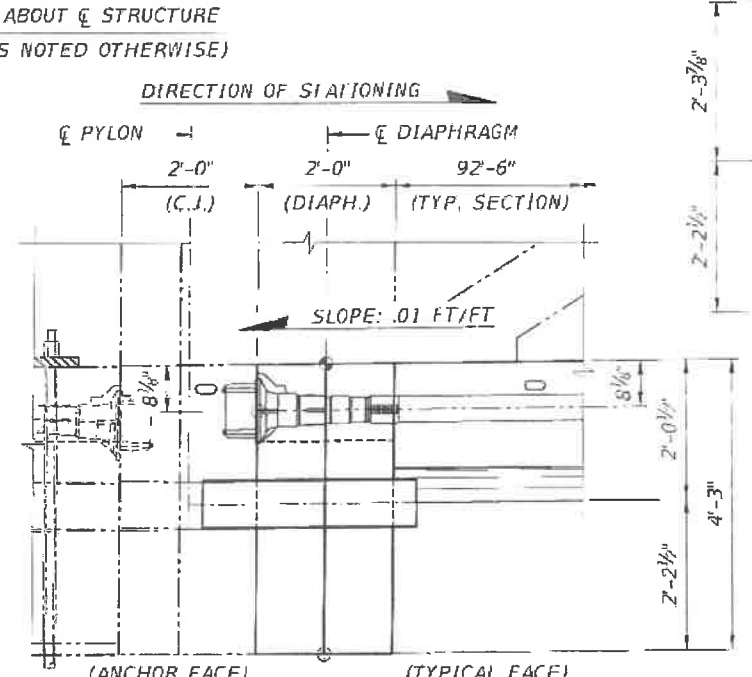 ABOUT ℄ STRUCTURE
S NOTED OTHERWISE)
DIRECTION OF STATIONING
℄ PYLON
℄ DIAPHRAGM
2'-0"
2'-0"
92'-6"
(C.J.)
(DIAPH.)
(TYP. SECTION)
2'-3⅞"
2'-2½"
SLOPE: .01 FT/FT
8⅛"
8⅛"
2'-0½"
4'-3"
2'-2½"
(ANCHOR FACE)
(TYPICAL FACE)